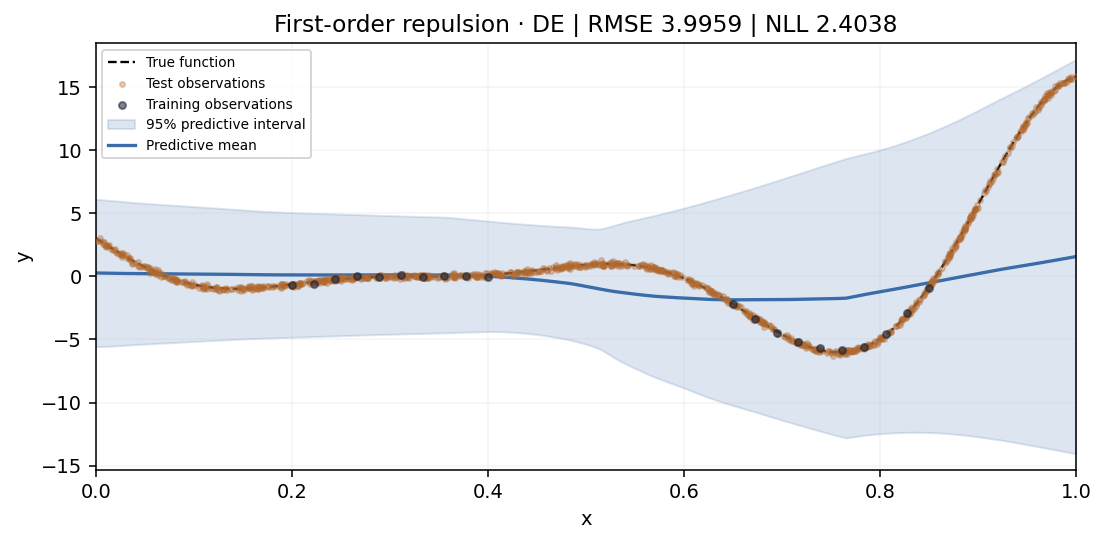 First-order repulsion · DE | RMSE 3.9959 | NLL 2.4038
True function
Test observations
Training observations
95% predictive interval
Predictive mean
15
10
5
0
−5
−10
−15
y
0.0 0.2 0.4 0.6 0.8 1.0
x